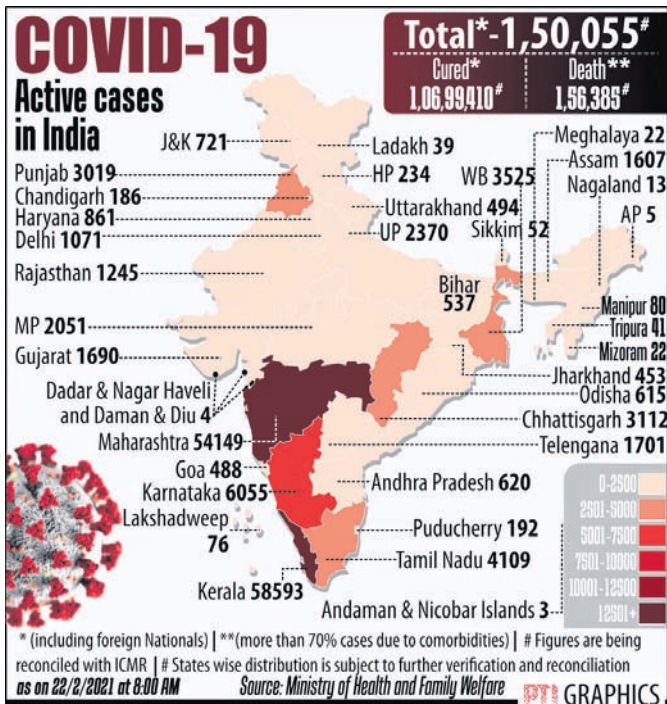 COVID-19
Active cases
in India
Total*-1,50,055#
Cured*
1,06,99,410#
Death**
1,56,385#
J&K 721
Ladakh 39
Meghalaya 22
Punjab 3019
HP 234
WB 3525
Assam 1607
Chandigarh 186
Nagaland 13
Haryana 861
Uttarakhand 494
AP 5
Delhi 1071
UP 2370
Sikkim 52
Rajasthan 1245
Bihar
537
Manipur 80
MP 2051
Tripura 41
Gujarat 1690
Mizoram 22
Dadar & Nagar Haveli
and Daman & Diu 4
Jharkhand 453
Odisha 615
Maharashtra 54149
Chhattisgarh 3112
Goa 488
Telengana 1701
Karnataka 6055
Andhra Pradesh 620
Lakshadweep
76
Puducherry 192
Kerala 58593
Tamil Nadu 4109
Andaman & Nicobar Islands 3
0-2500
2501-5000
5001-7500
7501-10000
10001-12500
12501+
* (including foreign Nationals) | **(more than 70% cases due to comorbidities) | # Figures are being
reconciled with ICMR | # States wise distribution is subject to further verification and reconciliation
as on 22/2/2021 at 8:00 AM Source: Ministry of Health and Family Welfare
PTI GRAPHICS